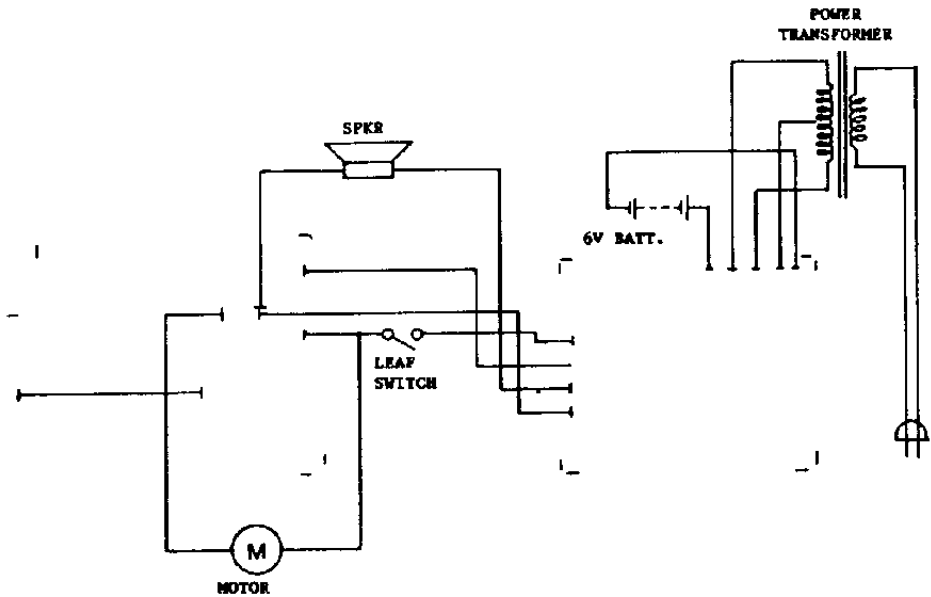 POWER
TRANSFORMER
SPKR
6V BATT.
LEAF
SWITCH
M
MOTOR